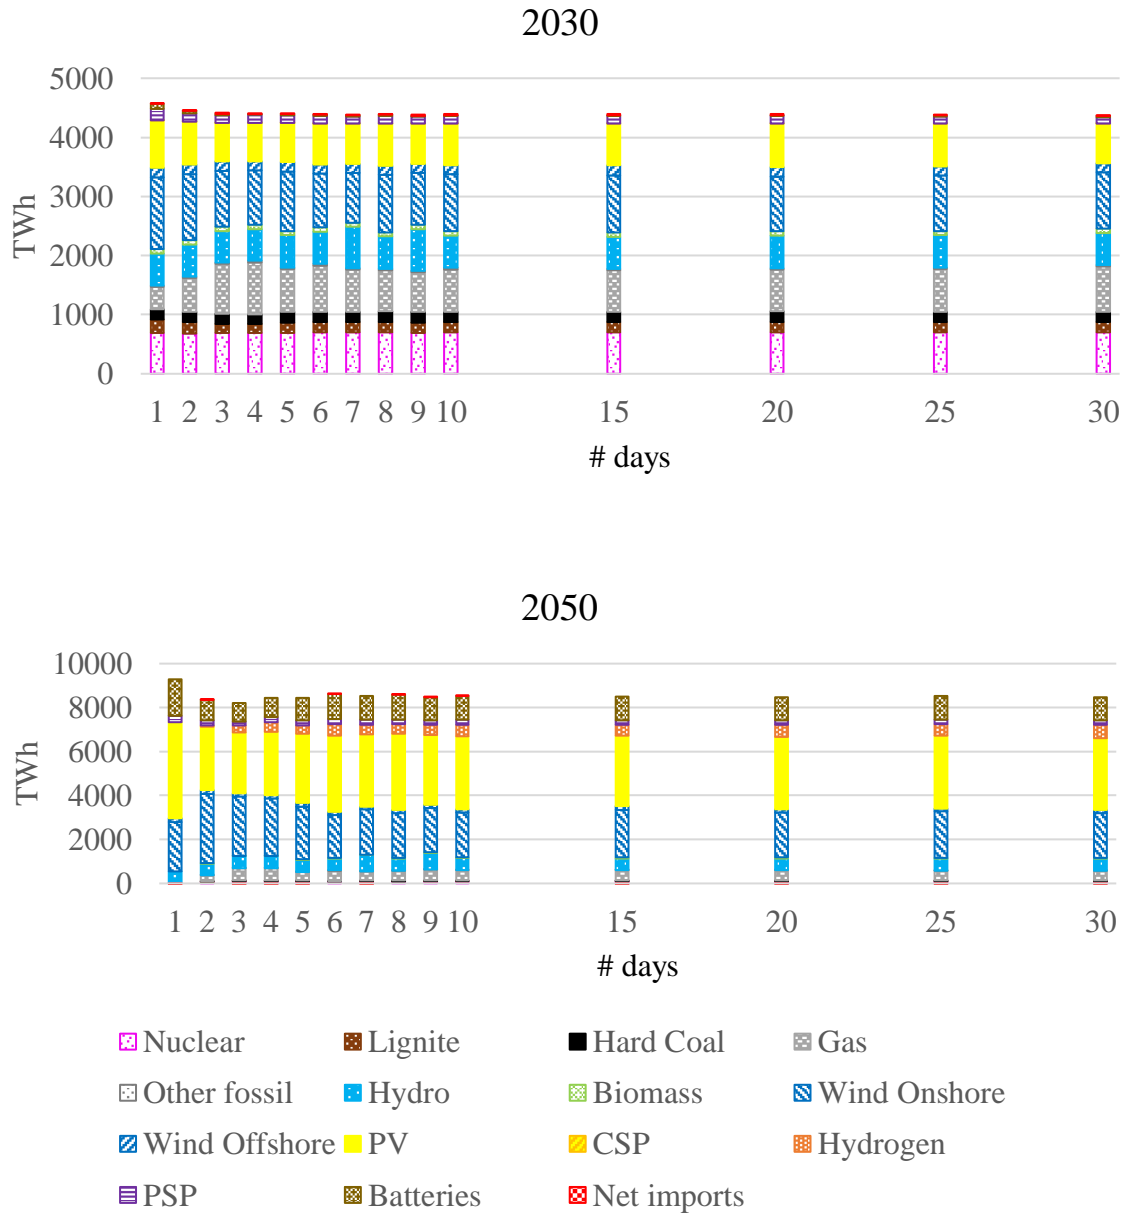 2030
5000
4000
3000
2000
1000
0
TWh
1 2 3 4 5 6 7 8 9 10 15 20 25 30
# days
2050
10000
8000
6000
4000
2000
0
TWh
1 2 3 4 5 6 7 8 9 10 15 20 25 30
# days
Nuclear Lignite Hard Coal Gas
Other fossil Hydro Biomass Wind Onshore
Wind Offshore PV CSP Hydrogen
PSP Batteries Net imports